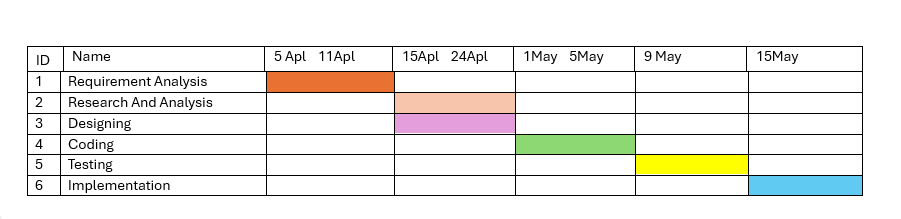 ID Name 5 Apl 11Apl 15Apl 24Apl 1May 5May 9 May 15May
1 Requirement Analysis
2 Research And Analysis
3 Designing
4 Coding
5 Testing
6 Implementation